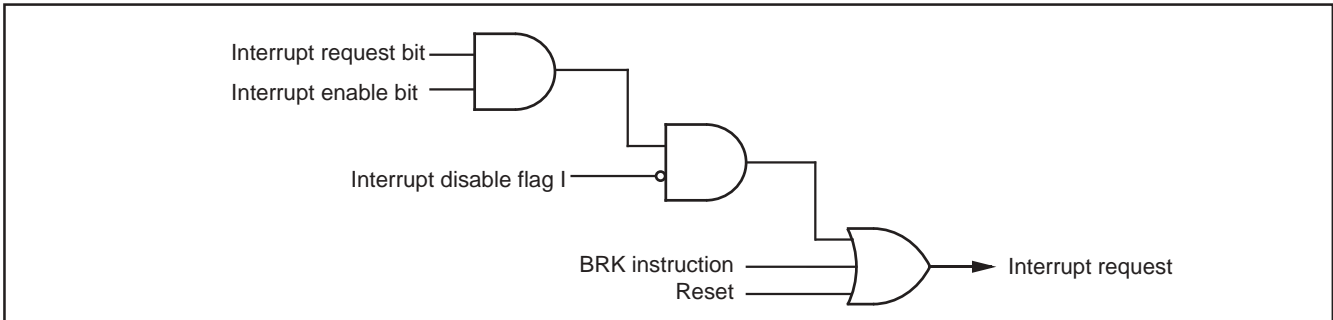 Interrupt request bit
Interrupt enable bit
Interrupt disable flag I
BRK instruction
Reset
Interrupt request